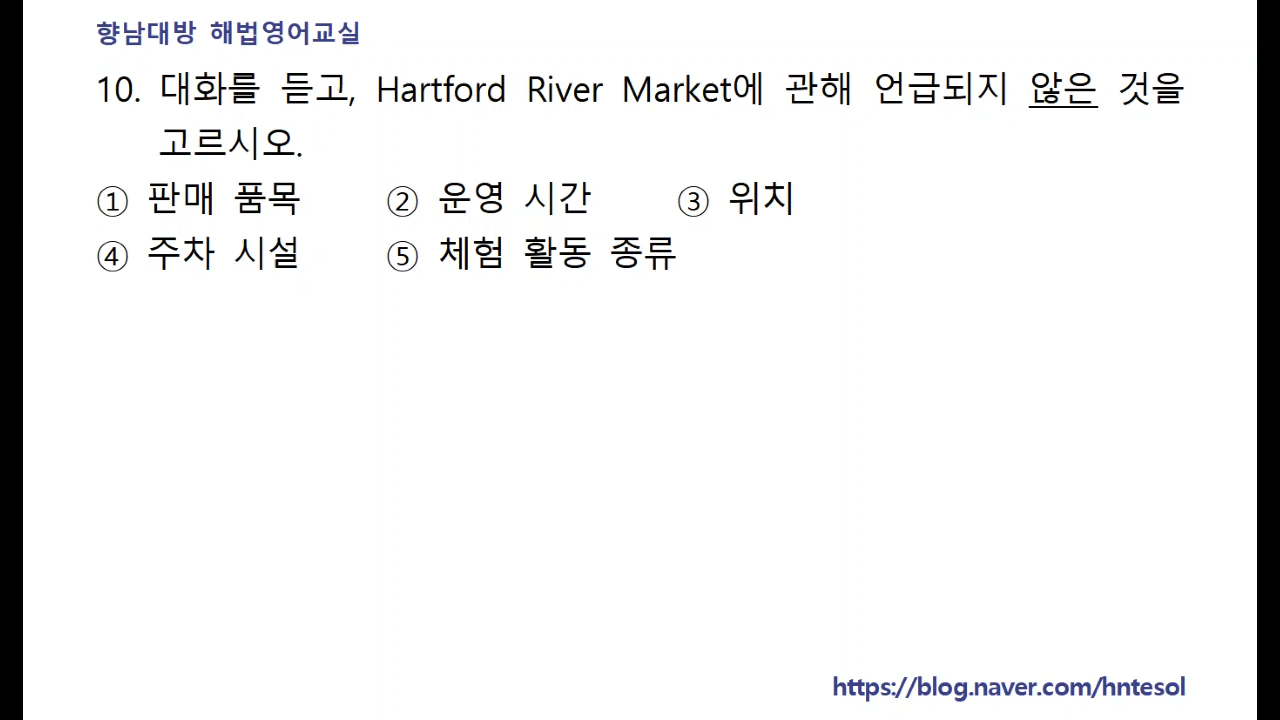 향남대방 해법영어교실
10. 대화를 듣고, Hartford River Market에 관해 언급되지 않은 것을
고르시오.
① 판매 품목 ② 운영 시간 ③ 위치
④ 주차 시설 ⑤ 체험 활동 종류
https://blog.naver.com/hntesol